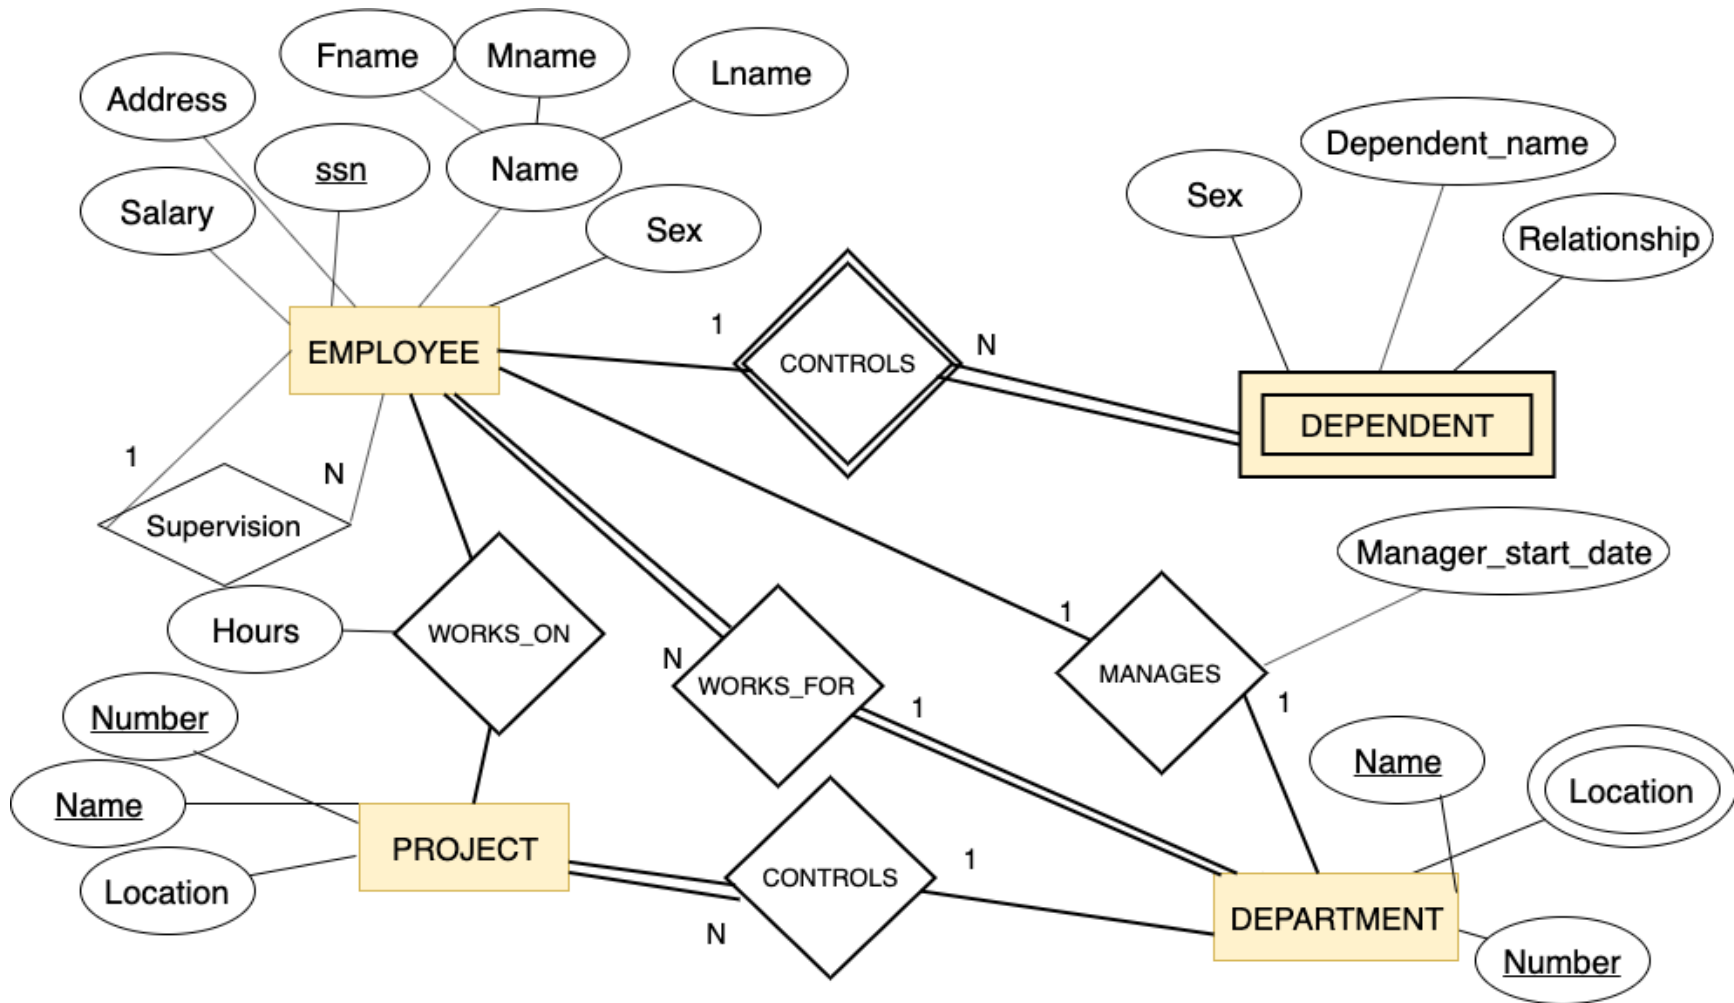 Fname
Mname
Lname
Address
ssn
Name
Salary
Sex
Dependent_name
Sex
Relationship
EMPLOYEE
1
CONTROLS
N
DEPENDENT
1
N
Supervision
Manager_start_date
Hours
WORKS_ON
1
N
WORKS_FOR
1
MANAGES
1
Number
Name
Location
PROJECT
N
CONTROLS
1
Name
Location
DEPARTMENT
Number